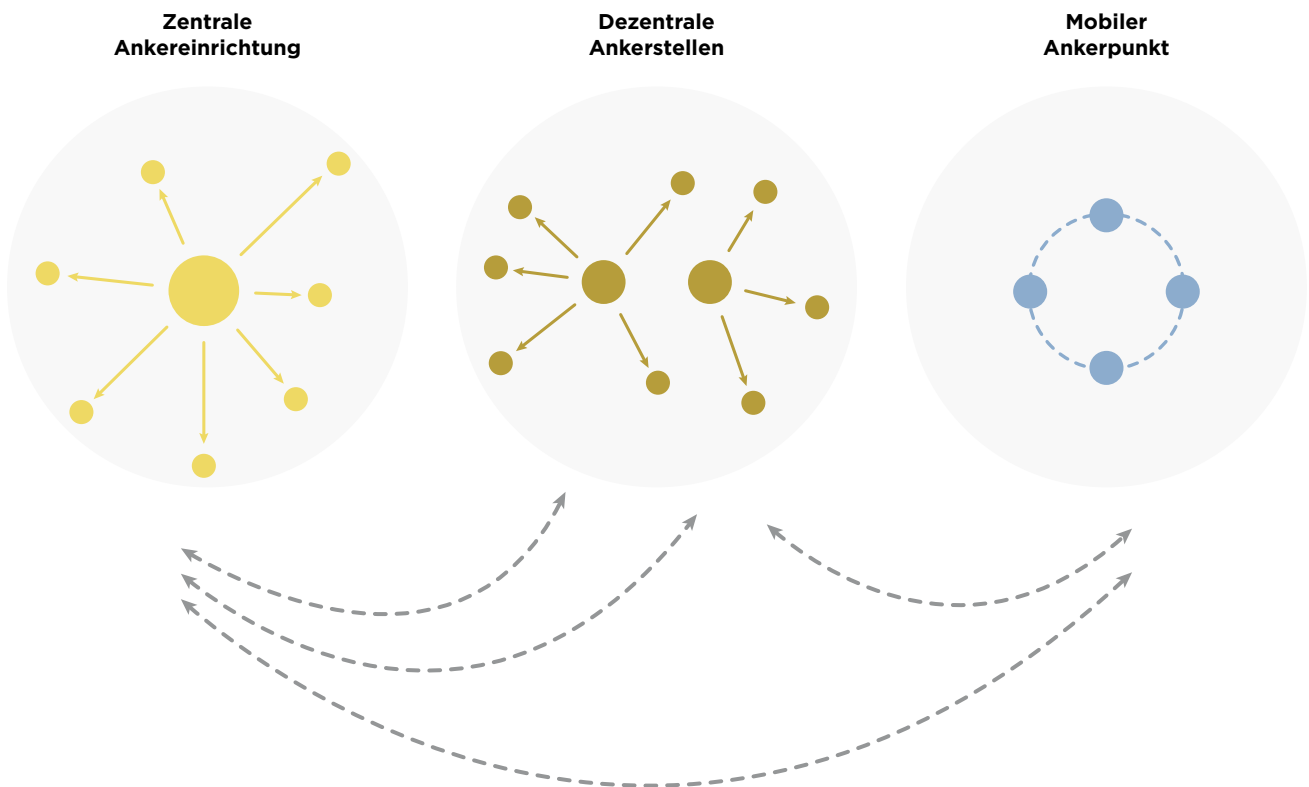 Zentrale
Ankereinrichtung
Dezentrale
Ankerstellen
Mobiler
Ankerpunkt